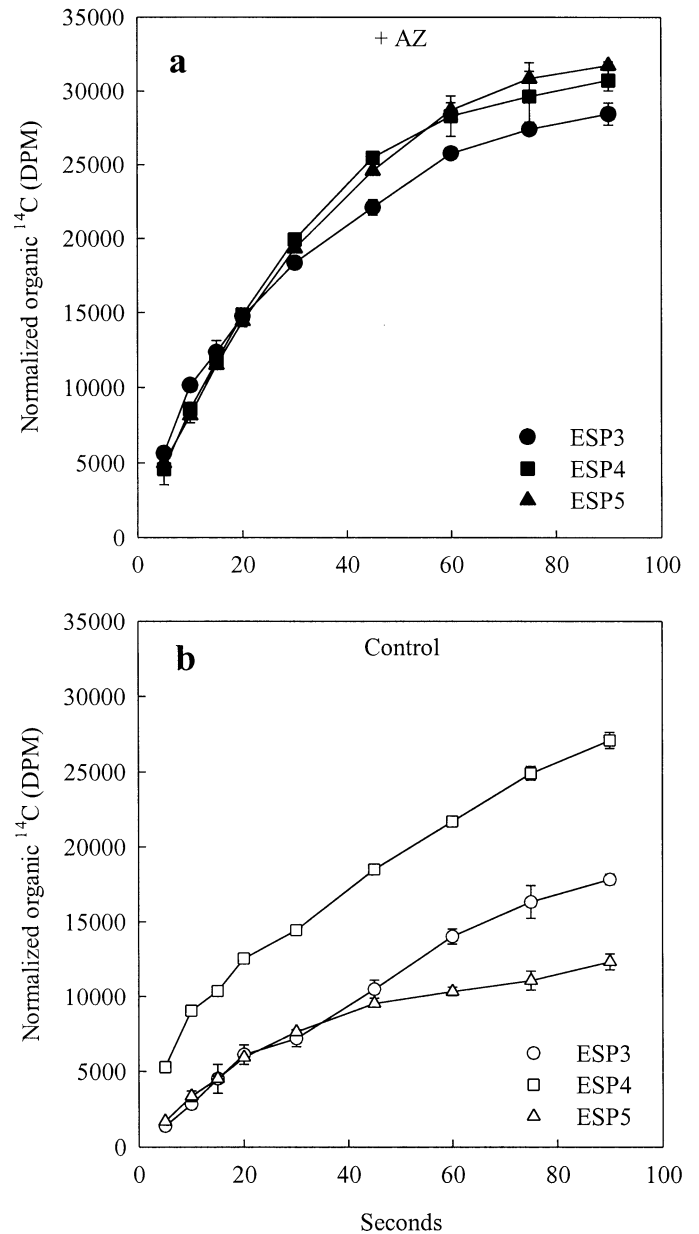 35000
a
+ AZ
30000
25000
20000
15000
10000
5000
0
Normalized organic ¹⁴C (DPM)
ESP3
ESP4
ESP5
0 20 40 60 80 100
35000
b
Control
30000
25000
20000
15000
10000
5000
0
Normalized organic ¹⁴C (DPM)
ESP3
ESP4
ESP5
0 20 40 60 80 100
Seconds